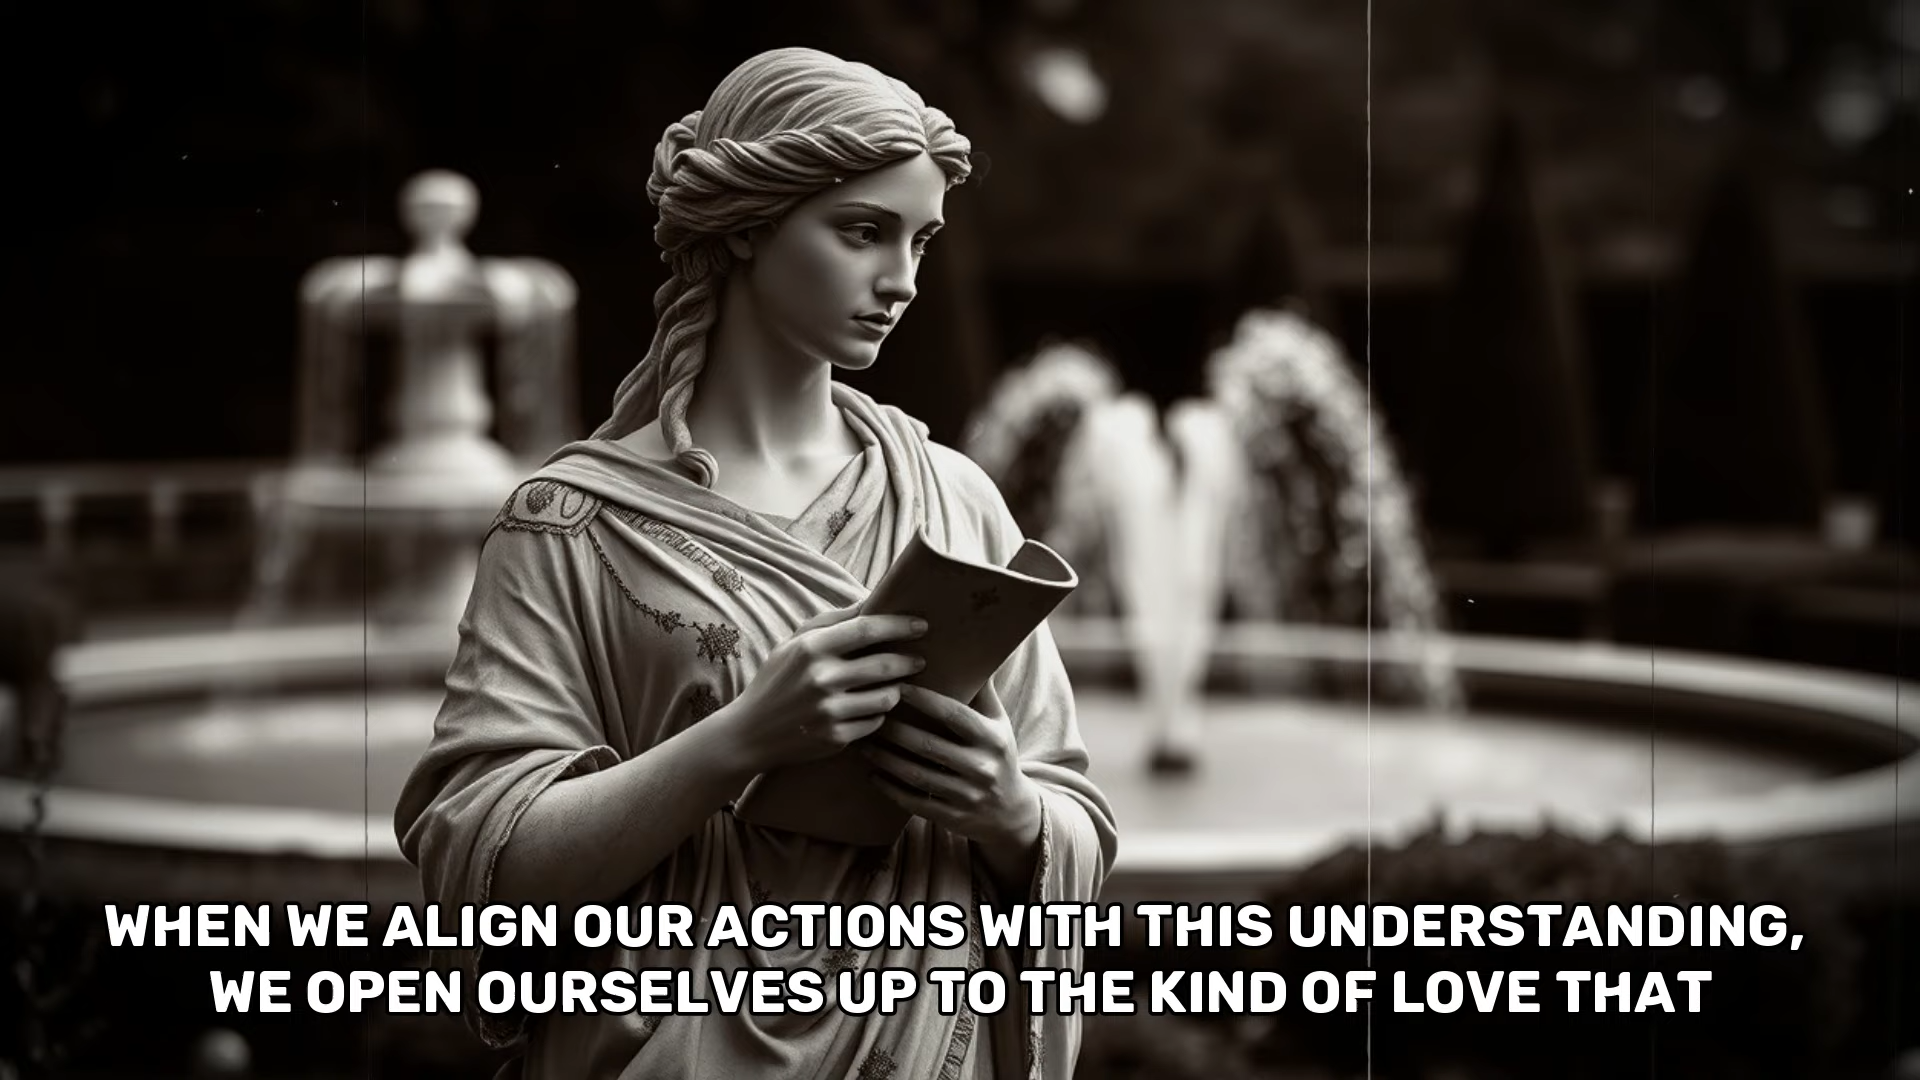 WHEN WE ALIGN OUR ACTIONS WITH THIS UNDERSTANDING,
WE OPEN OURSELVES UP TO THE KIND OF LOVE THAT